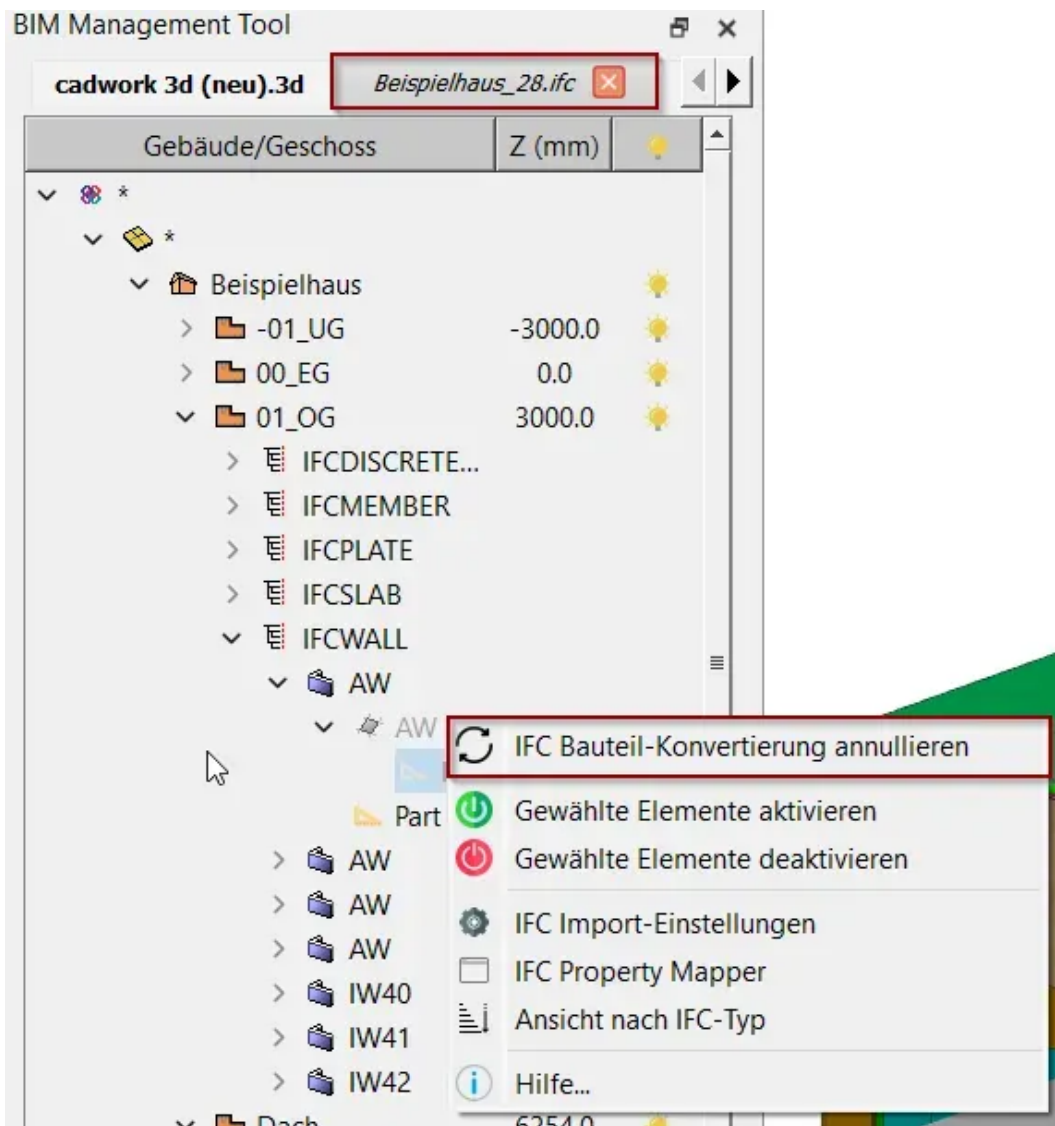 BIM Management Tool
cadwork 3d (neu).3d Beispielhaus_28.ifc
Gebäude/Geschoss Z (mm)
*
*
Beispielhaus
-01_UG -3000.0
00_EG 0.0
01_OG 3000.0
IFCDISCRETE...
IFCMEMBER
IFCPLATE
IFCSLAB
IFCWALL
AW
AW
IFC Bauteil-Konvertierung annullieren
Part
Gewählte Elemente aktivieren
AW
Gewählte Elemente deaktivieren
AW
IFC Import-Einstellungen
AW
IFC Property Mapper
IW40
Ansicht nach IFC-Typ
IW41
IW42
Hilfe...
Dach 6254.0